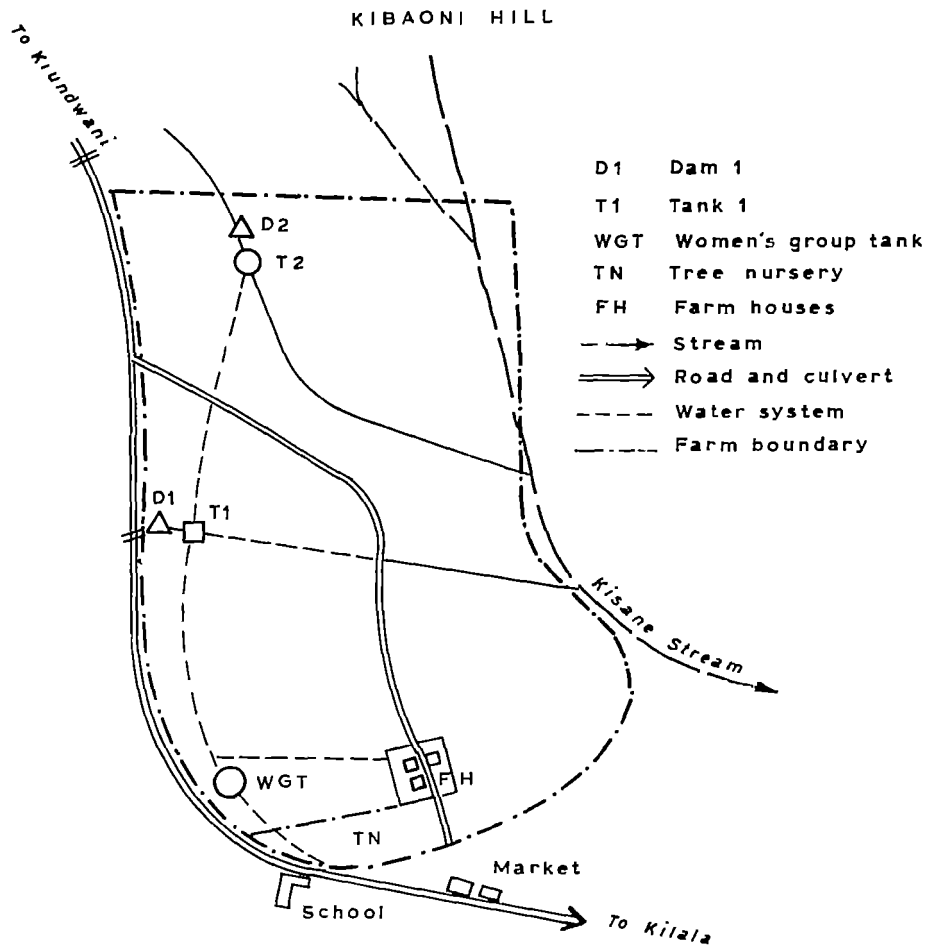 KIBAONI HILL
To Kiundwani
D1 Dam 1
T1 Tank 1
WGT Women's group tank
TN Tree nursery
FH Farm houses
Stream
Road and culvert
Water system
Farm boundary
D2
T2
D1
T1
Kisane Stream
WGT
FH
TN
Market
School
To Kilala